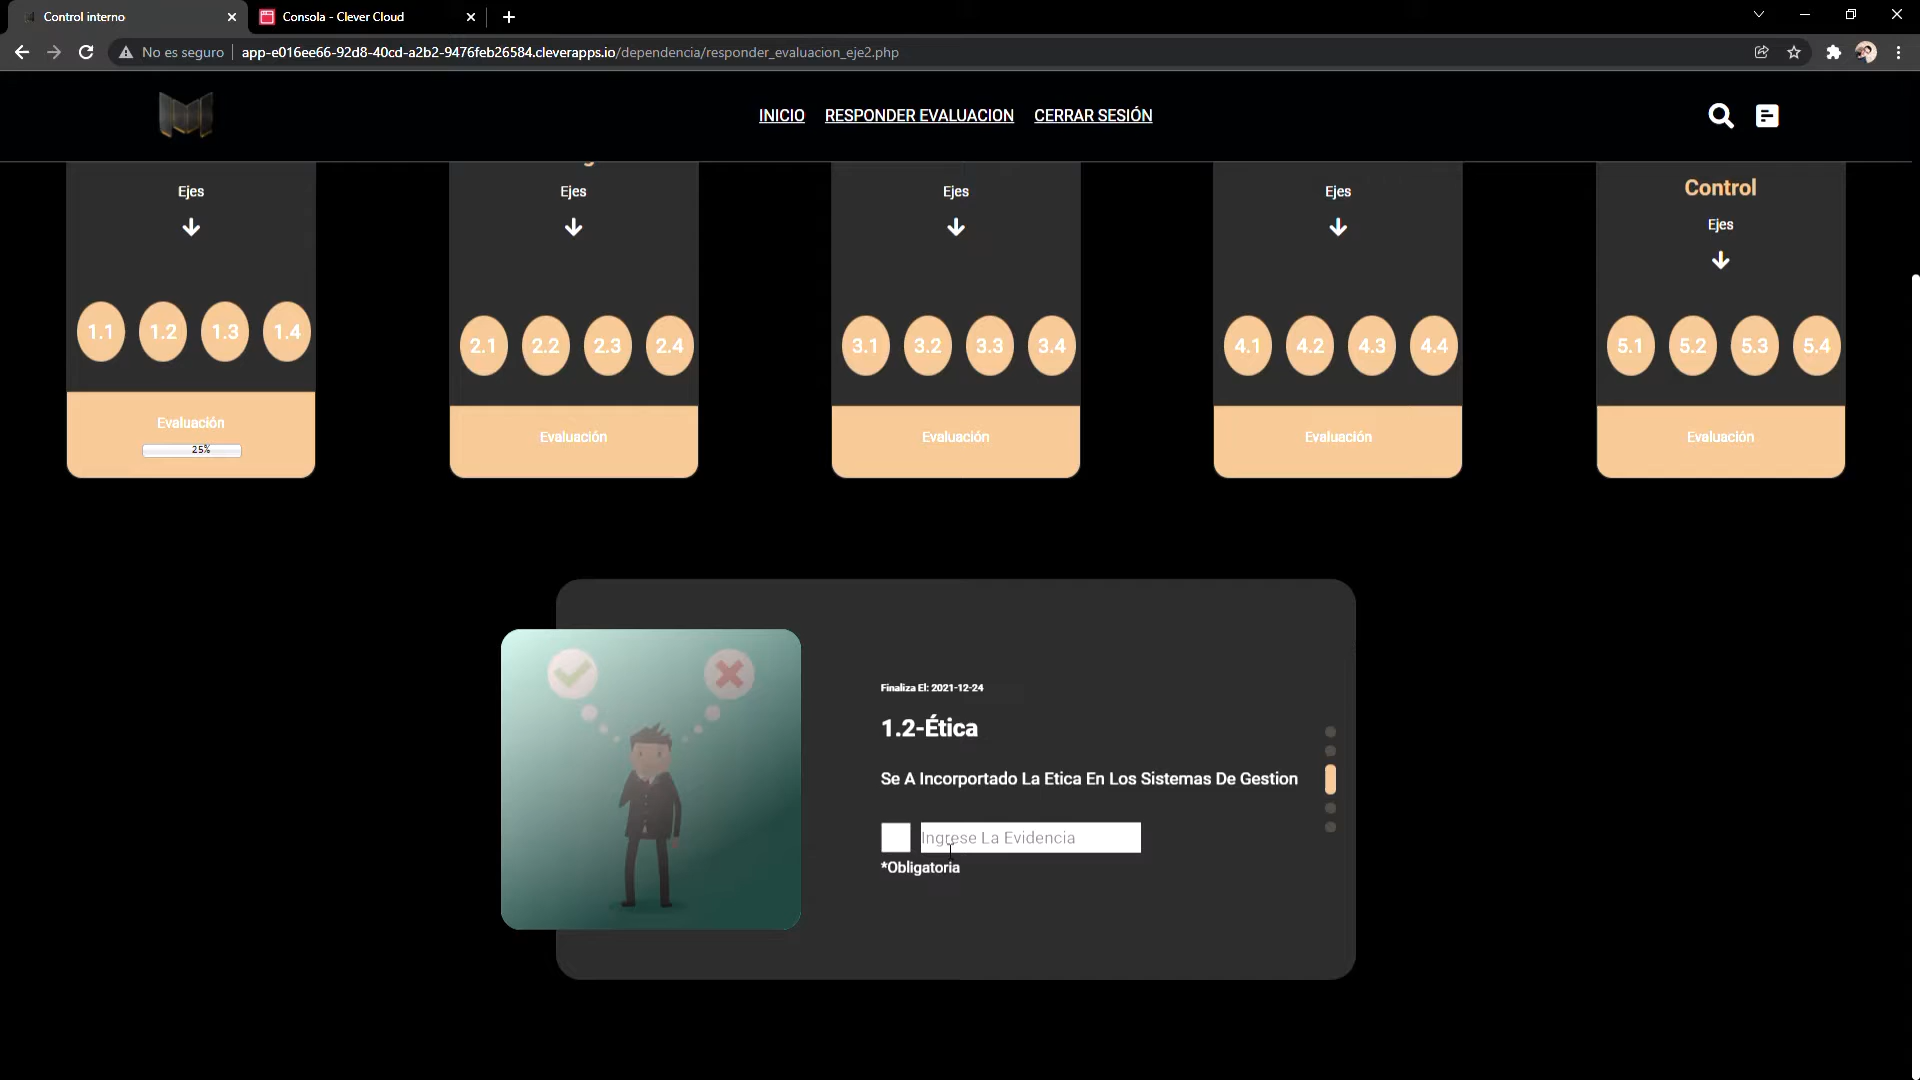 Control interno
Consola - Clever Cloud
No es seguro
app-e016ee66-92d8-40cd-a2b2-9476feb26584.cleverapps.io/dependencia/responder_evaluacion_eje2.php
INICIO RESPONDER EVALUACION CERRAR SESIÓN
Control
Ejes Ejes Ejes Ejes Ejes
1.1 1.2 1.3 1.4 2.1 2.2 2.3 2.4 3.1 3.2 3.3 3.4 4.1 4.2 4.3 4.4 5.1 5.2 5.3 5.4
Evaluación Evaluación Evaluación Evaluación Evaluación
25%
Finaliza El: 2021-12-24
1.2-Ética
Se A Incorportado La Etica En Los Sistemas De Gestion
Ingrese La Evidencia
*Obligatoria